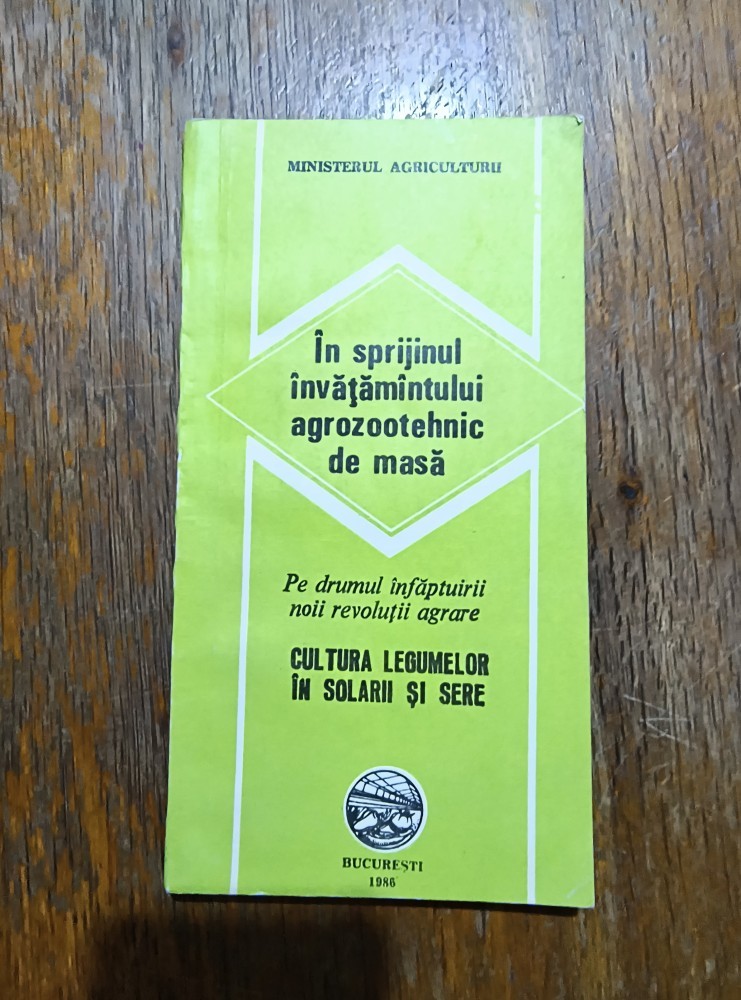 MINISTERUL AGRICULTURII
În sprijinul
învăţămîntului
agrozootehnic
de masă
Pe drumul înfăptuirii
noii revoluţii agrare
CULTURA LEGUMELOR
ÎN SOLARII ŞI SERE
BUCUREŞTI
1986